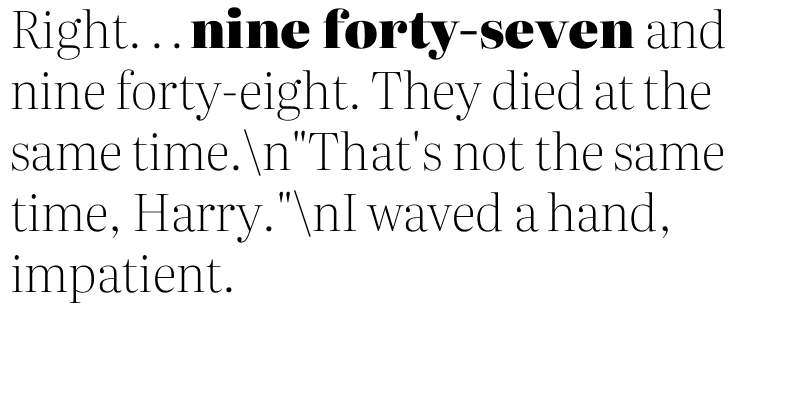 Right. . . nine forty-seven and
nine forty-eight. They died at the
same time.\n"That's not the same
time, Harry."\nI waved a hand,
impatient.